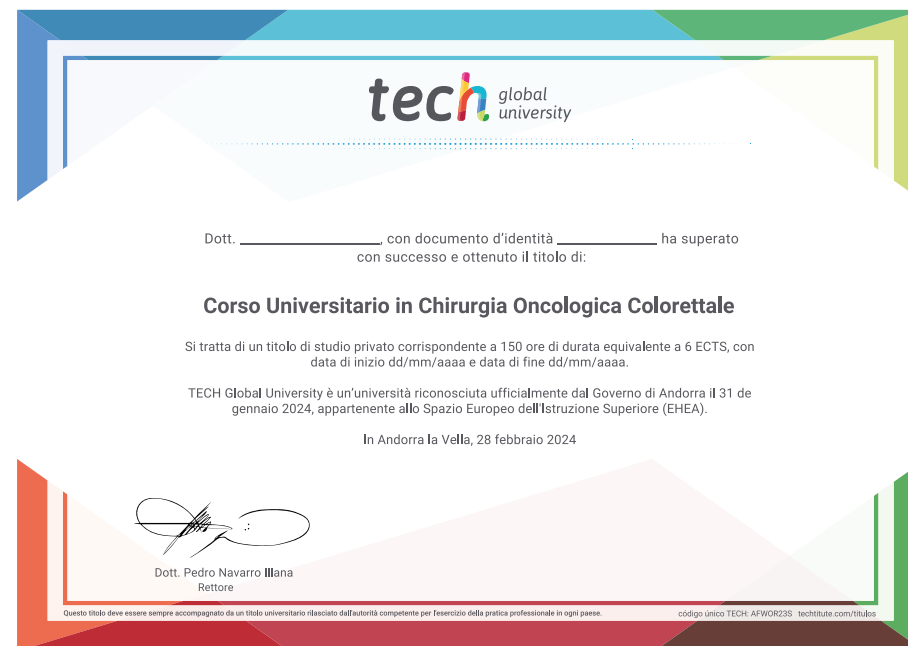 tech global university
Dott. ____________, con documento d'identità ____________ ha superato
con successo e ottenuto il titolo di:
Corso Universitario in Chirurgia Oncologica Colorettale
Si tratta di un titolo di studio privato corrispondente a 150 ore di durata equivalente a 6 ECTS, con
data di inizio dd/mm/aaaa e data di fine dd/mm/aaaa.
TECH Global University è un'università riconosciuta ufficialmente dal Governo di Andorra il 31 de
gennaio 2024, appartenente allo Spazio Europeo dell'Istruzione Superiore (EHEA).
In Andorra la Vella, 28 febbraio 2024
Dott. Pedro Navarro Illana
Rettore
Questo titolo deve essere sempre accompagnato da un titolo universitario rilasciato dall'autorità competente per l'esercizio della pratica professionale in ogni paese.
código único TECH: AFWOR23S techtitute.com/titulos